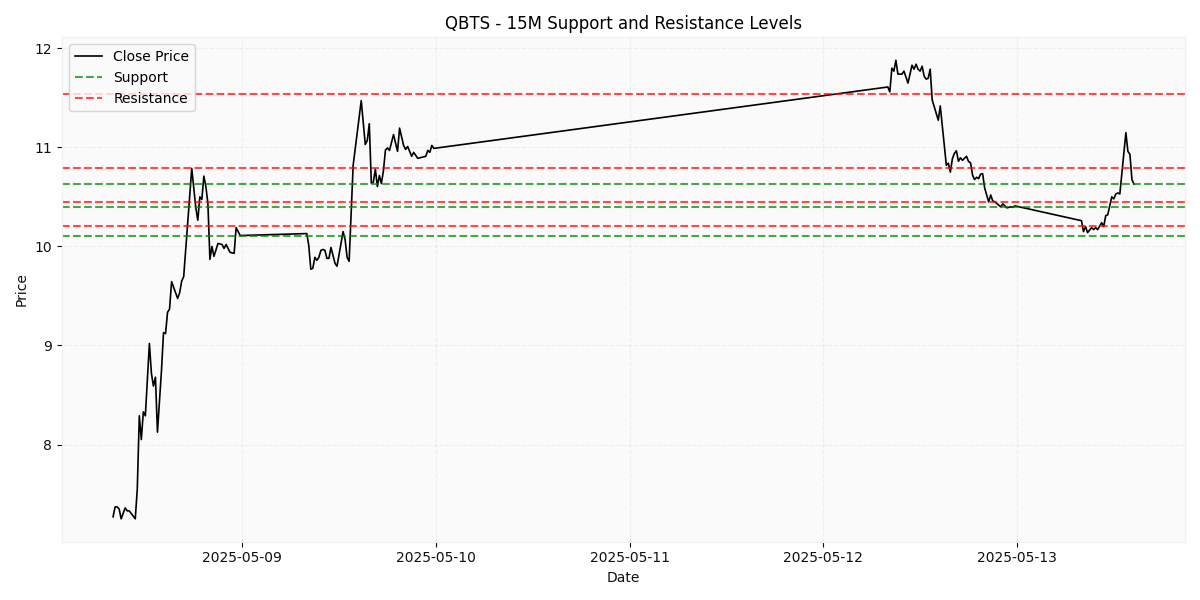 QBTS - 15M Support and Resistance Levels
Close Price
Support
Resistance
12
11
10
9
8
Price
2025-05-09 2025-05-10 2025-05-11 2025-05-12 2025-05-13
Date